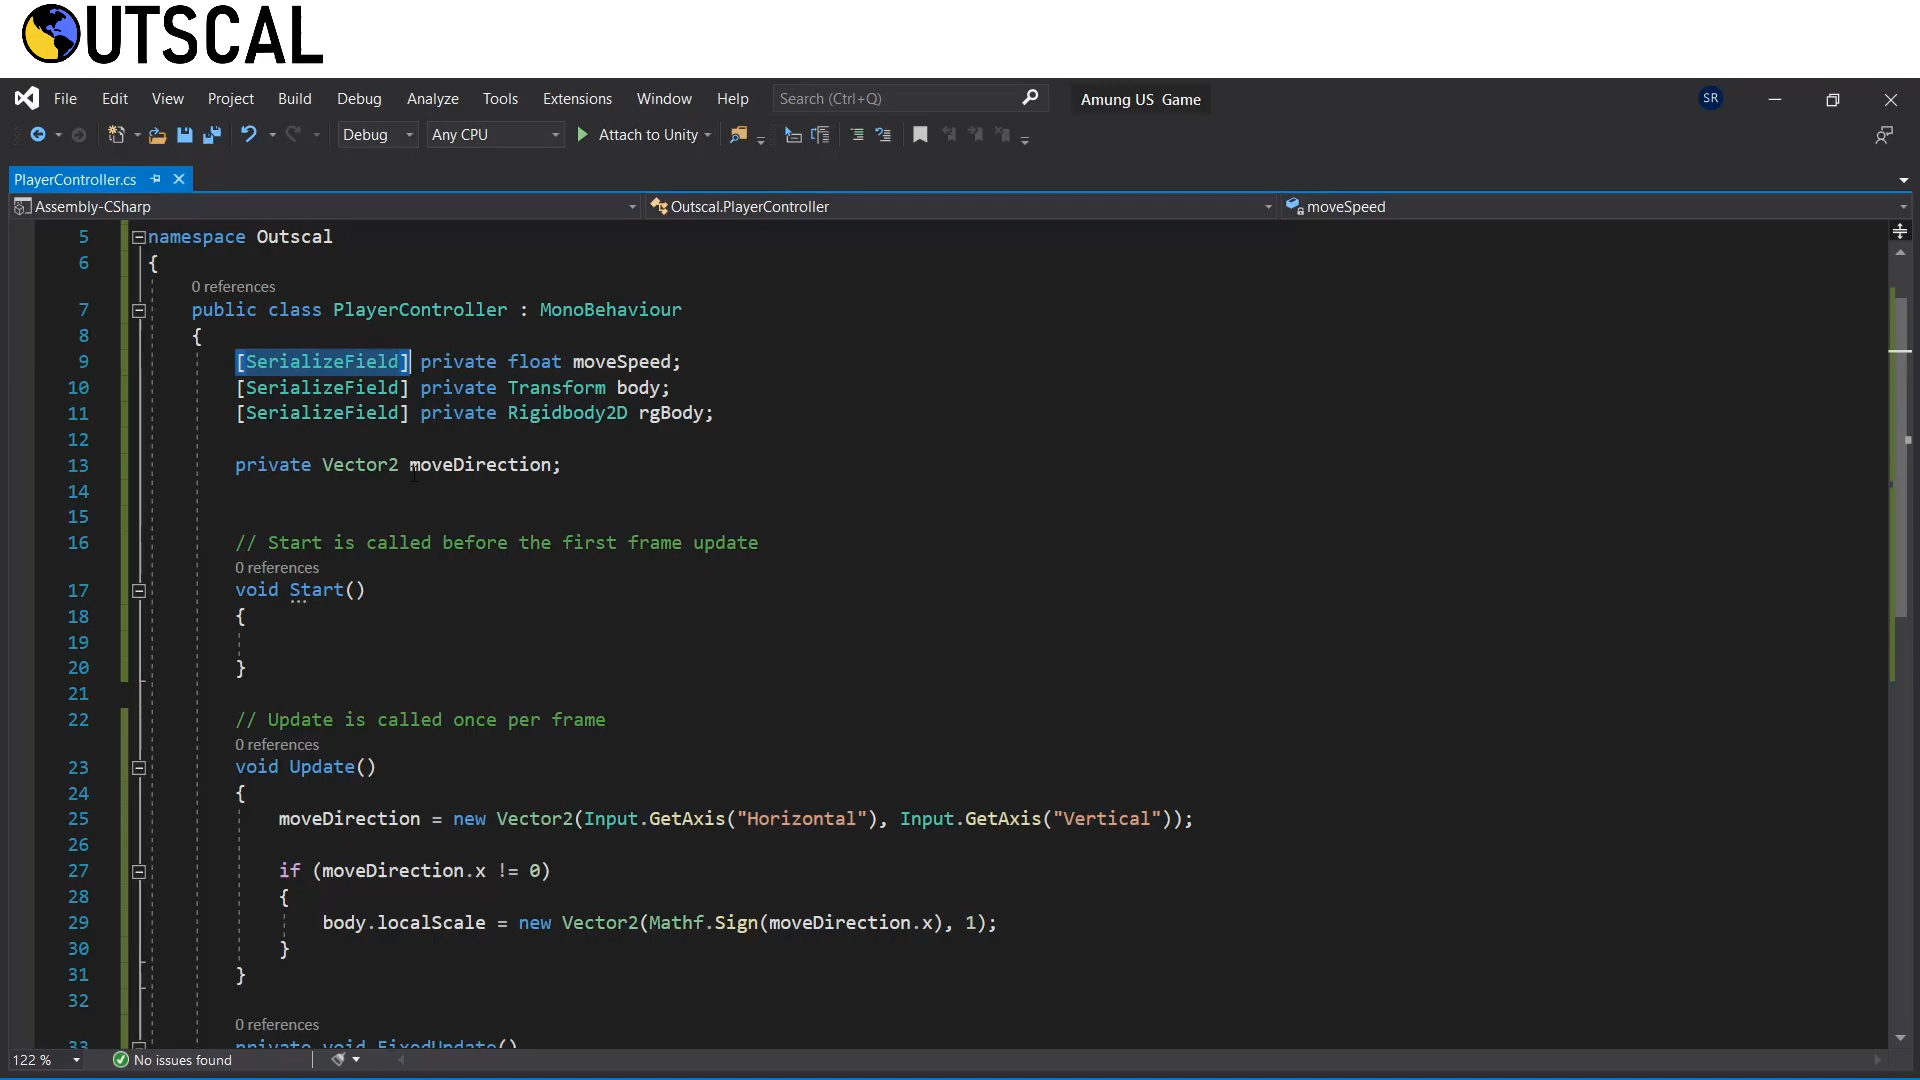 OUTSCAL
File Edit View Project Build Debug Analyze Tools Extensions Window Help Search (Ctrl+Q) Amung US Game SR
Debug Any CPU Attach to Unity
PlayerController.cs
Assembly-CSharp Outscal.PlayerController moveSpeed
5 namespace Outscal
6 {
0 references
7 public class PlayerController : MonoBehaviour
8 {
9 [SerializeField] private float moveSpeed;
10 [SerializeField] private Transform body;
11 [SerializeField] private Rigidbody2D rgBody;
12
13 private Vector2 moveDirection;
14
15
16 // Start is called before the first frame update
0 references
17 void Start()
18 {
19
20 }
21
22 // Update is called once per frame
0 references
23 void Update()
24 {
25 moveDirection = new Vector2(Input.GetAxis("Horizontal"), Input.GetAxis("Vertical"));
26
27 if (moveDirection.x != 0)
28 {
29 body.localScale = new Vector2(Mathf.Sign(moveDirection.x), 1);
30 }
31 }
32
0 references
33 private void FixedUpdate()
122 % No issues found